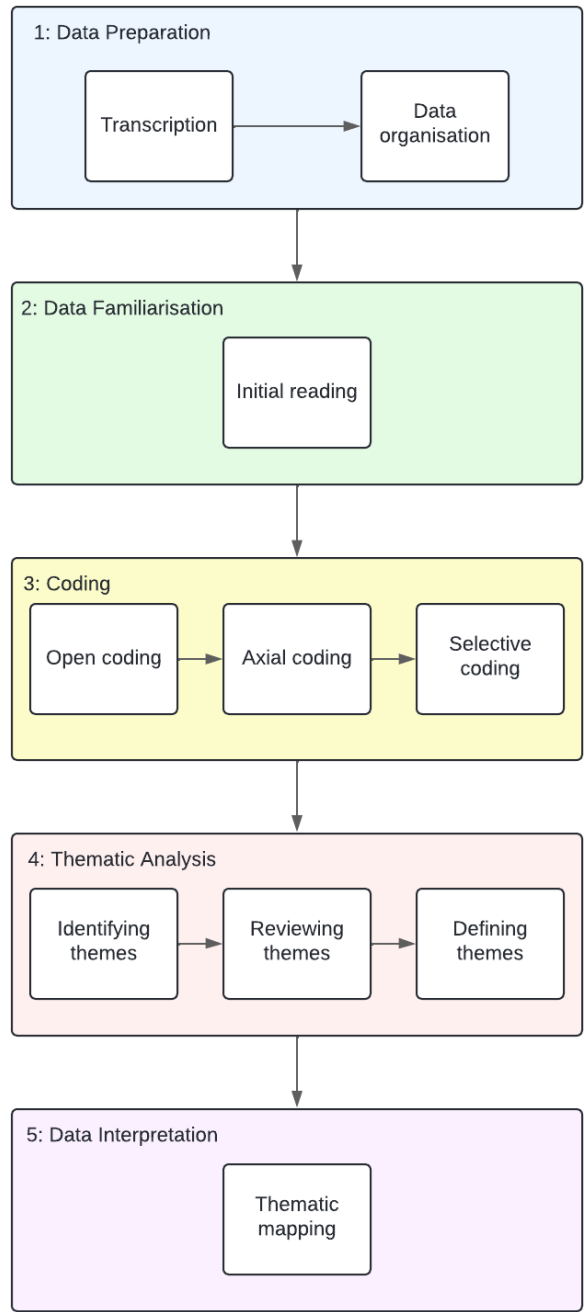 1: Data Preparation
Transcription
Data
organisation
2: Data Familiarisation
Initial reading
3: Coding
Open coding
Axial coding
Selective
coding
4: Thematic Analysis
Identifying
themes
Reviewing
themes
Defining
themes
5: Data Interpretation
Thematic
mapping